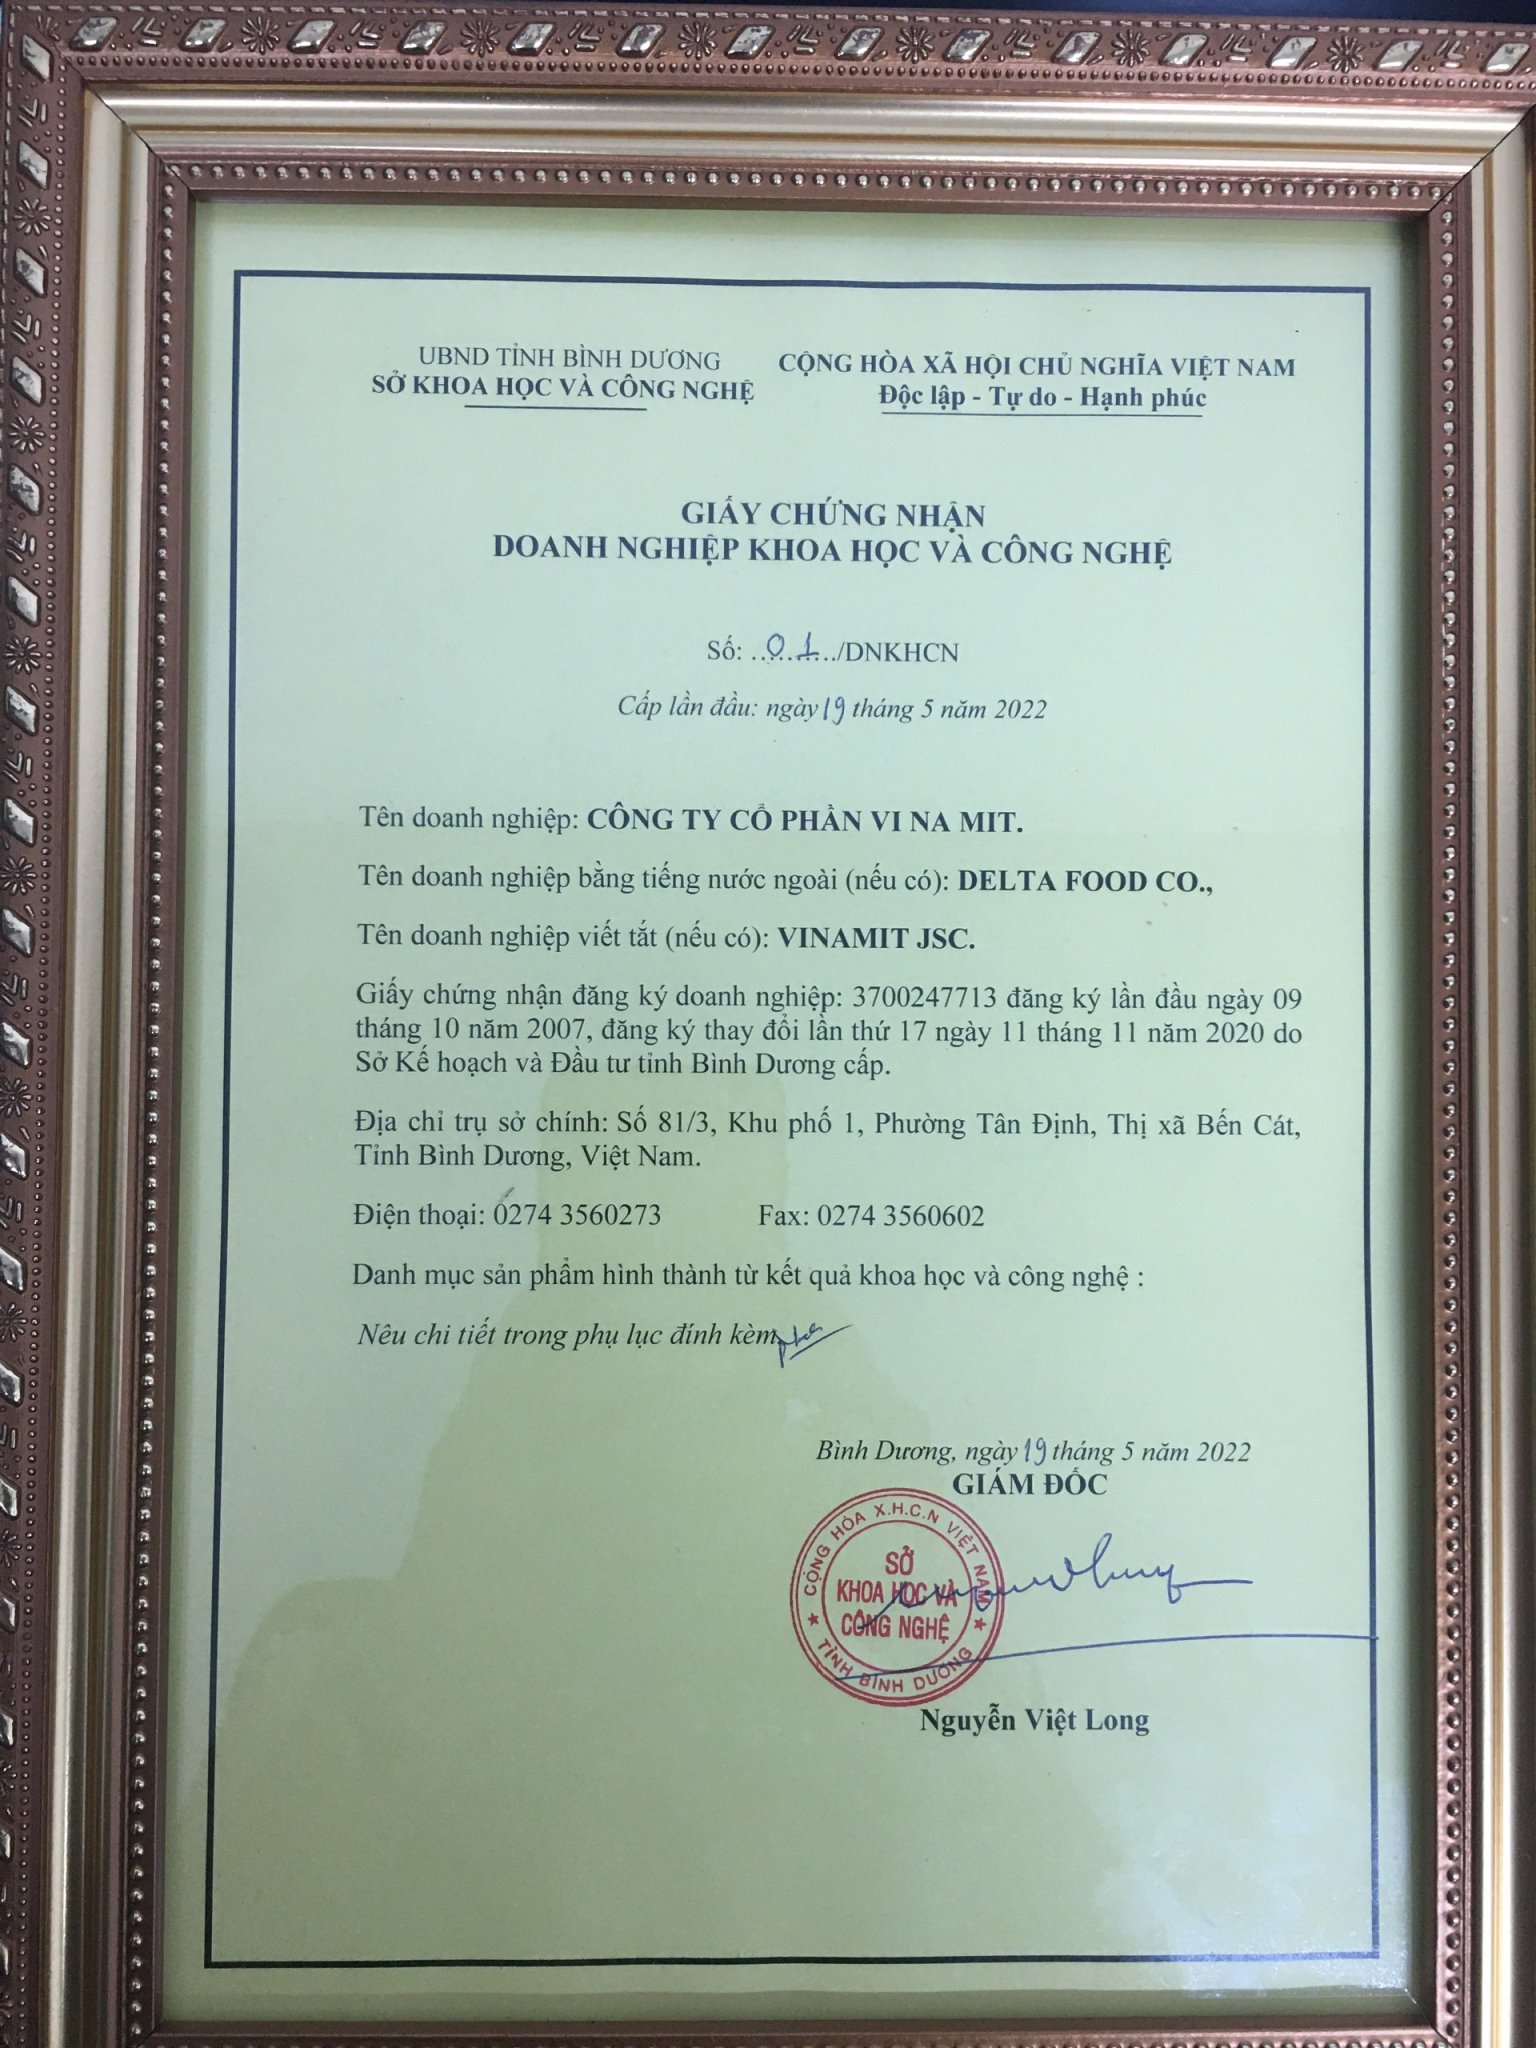 UBND TỈNH BÌNH DƯƠNG
SỞ KHOA HỌC VÀ CÔNG NGHỆ
CỘNG HÒA XÃ HỘI CHỦ NGHĨA VIỆT NAM
Độc lập - Tự do - Hạnh phúc
GIẤY CHỨNG NHẬN
DOANH NGHIỆP KHOA HỌC VÀ CÔNG NGHỆ
Số: ...01.../DNKHCN
Cấp lần đầu: ngày 19 tháng 5 năm 2022
Tên doanh nghiệp: CÔNG TY CỔ PHẦN VI NA MIT.
Tên doanh nghiệp bằng tiếng nước ngoài (nếu có): DELTA FOOD CO.,
Tên doanh nghiệp viết tắt (nếu có): VINAMIT JSC.
Giấy chứng nhận đăng ký doanh nghiệp: 3700247713 đăng ký lần đầu ngày 09
tháng 10 năm 2007, đăng ký thay đổi lần thứ 17 ngày 11 tháng 11 năm 2020 do
Sở Kế hoạch và Đầu tư tỉnh Bình Dương cấp.
Địa chỉ trụ sở chính: Số 81/3, Khu phố 1, Phường Tân Định, Thị xã Bến Cát,
Tỉnh Bình Dương, Việt Nam.
Điện thoại: 0274 3560273 Fax: 0274 3560602
Danh mục sản phẩm hình thành từ kết quả khoa học và công nghệ :
Nêu chi tiết trong phụ lục đính kèm
Bình Dương, ngày 19 tháng 5 năm 2022
GIÁM ĐỐC
CỘNG HÒA X.H.C.N VIỆT NAM
SỞ
KHOA HỌC VÀ
CÔNG NGHỆ
★ TỈNH BÌNH DƯƠNG ★
Nguyễn Việt Long